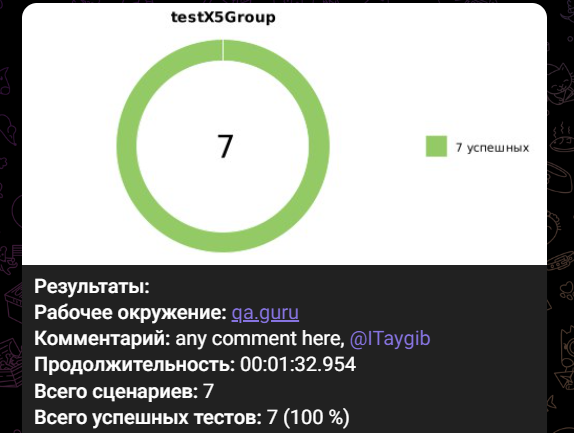 testX5Group
7
7 успешных
Результаты:
Рабочее окружение: qa.guru
Комментарий: any comment here, @ITaygib
Продолжительность: 00:01:32.954
Всего сценариев: 7
Всего успешных тестов: 7 (100 %)